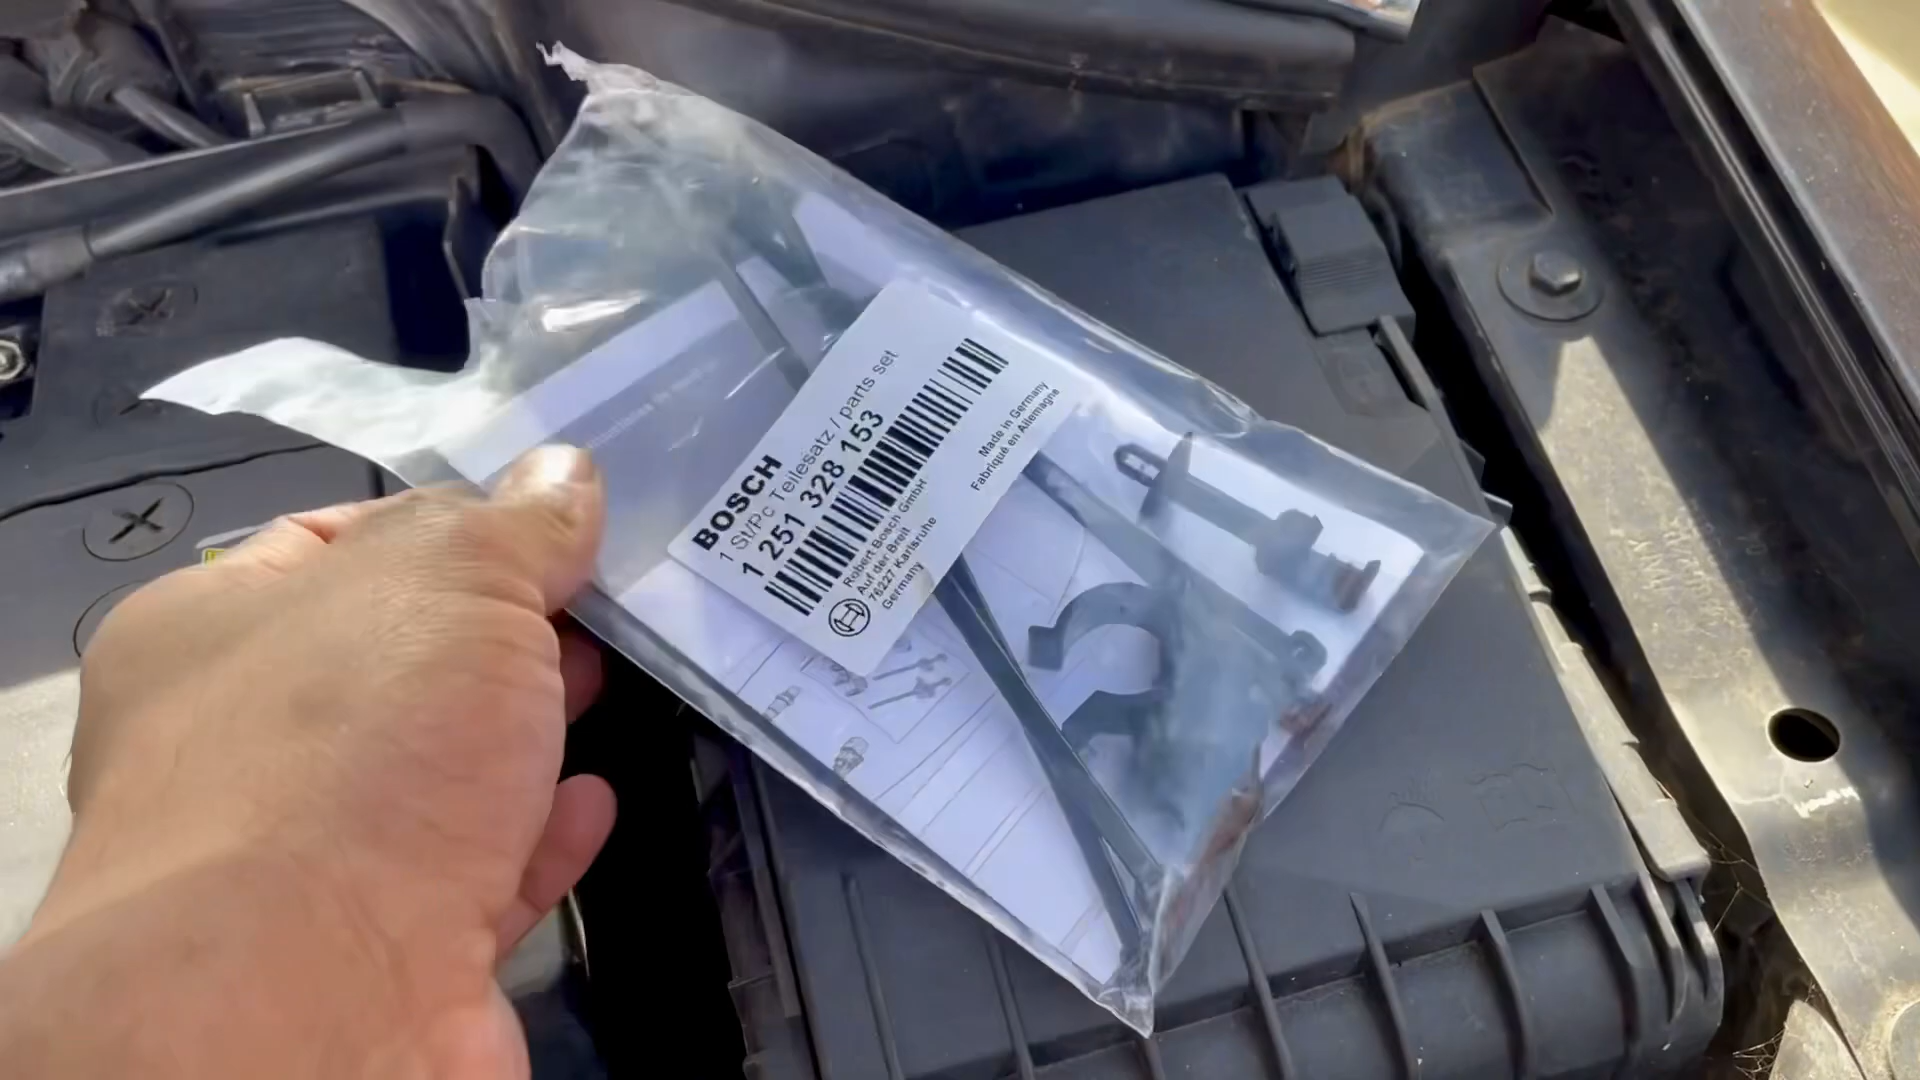 BOSCH
1 St/Pc Teilesatz / parts set
1 251 328 153
Robert Bosch GmbH
Auf der Breit
76227 Karlsruhe
Germany
Made in Germany
Fabriqué en Allemagne